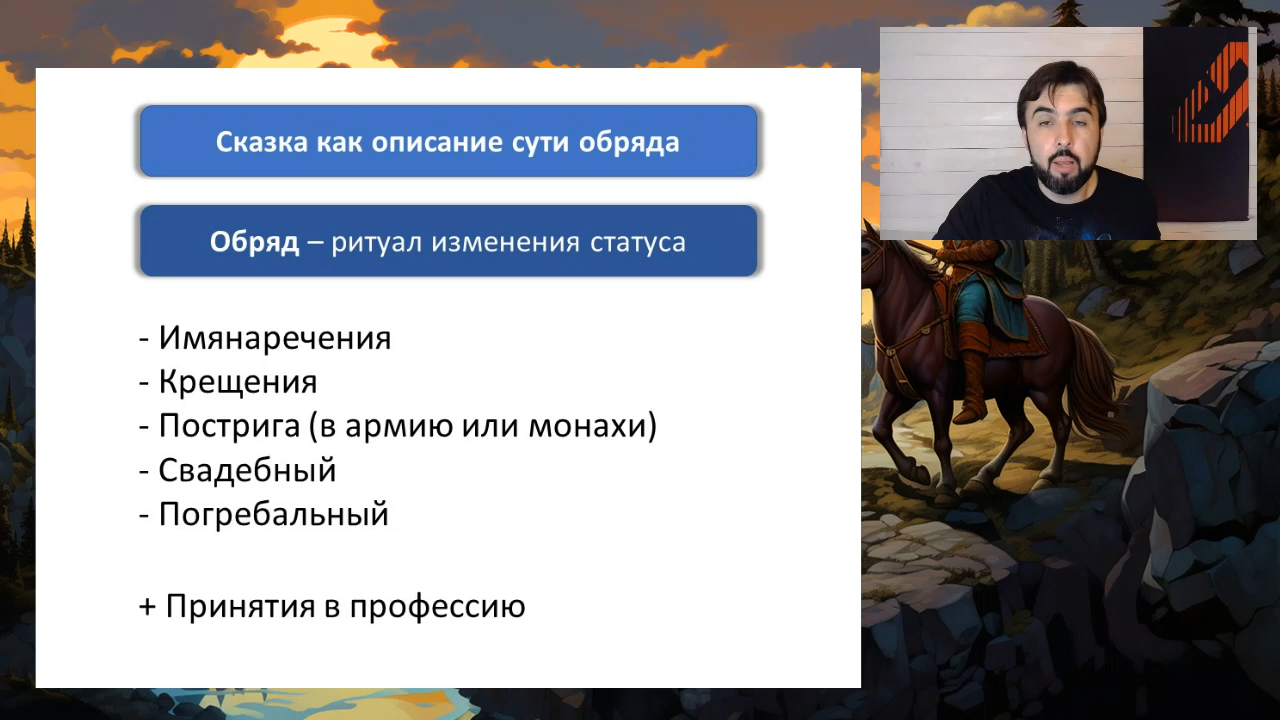 Сказка как описание сути обряда
Обряд – ритуал изменения статуса
- Имянаречения
- Крещения
- Пострига (в армию или монахи)
- Свадебный
- Погребальный
+ Принятия в профессию